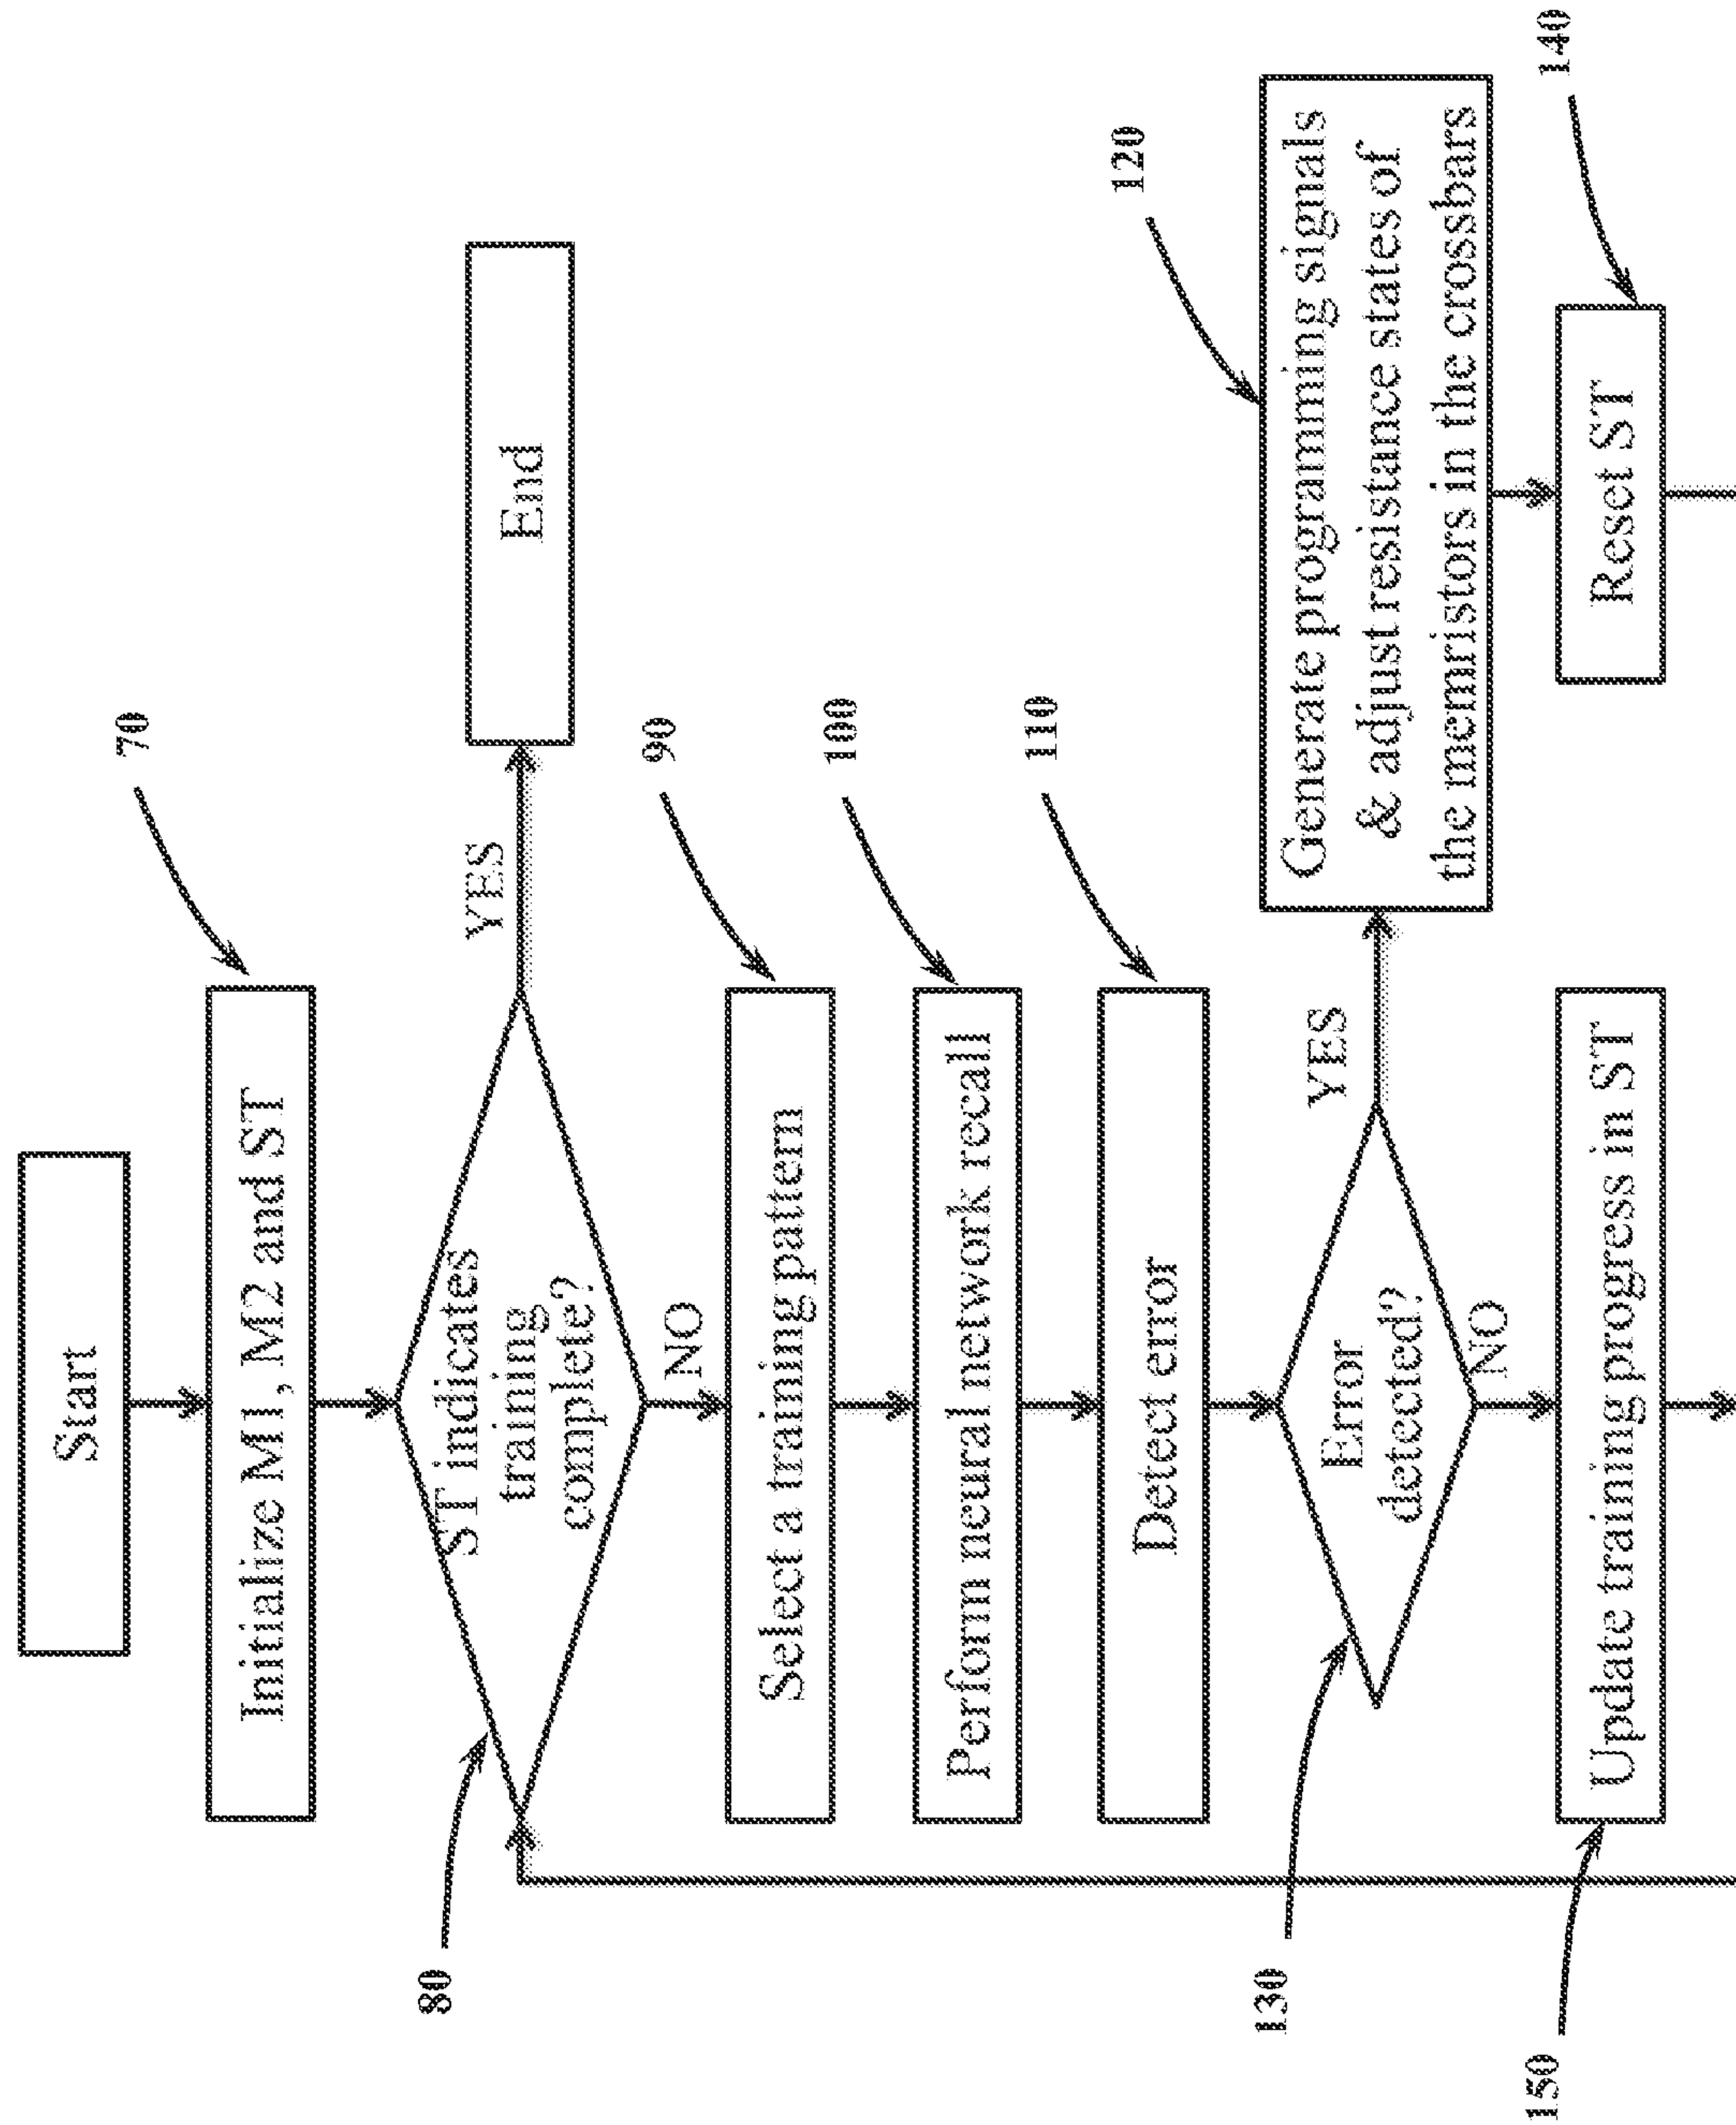 Start
70
Initialize M1, M2 and ST
80
ST indicates
training
complete?
YES
End
NO
90
Select a training pattern
100
Perform neural network recall
110
Detect error
130
Error
detected?
YES
120
Generate programming signals
& adjust resistance states of
the memristors in the crossbars
NO
140
Reset ST
150
Update training progress in ST